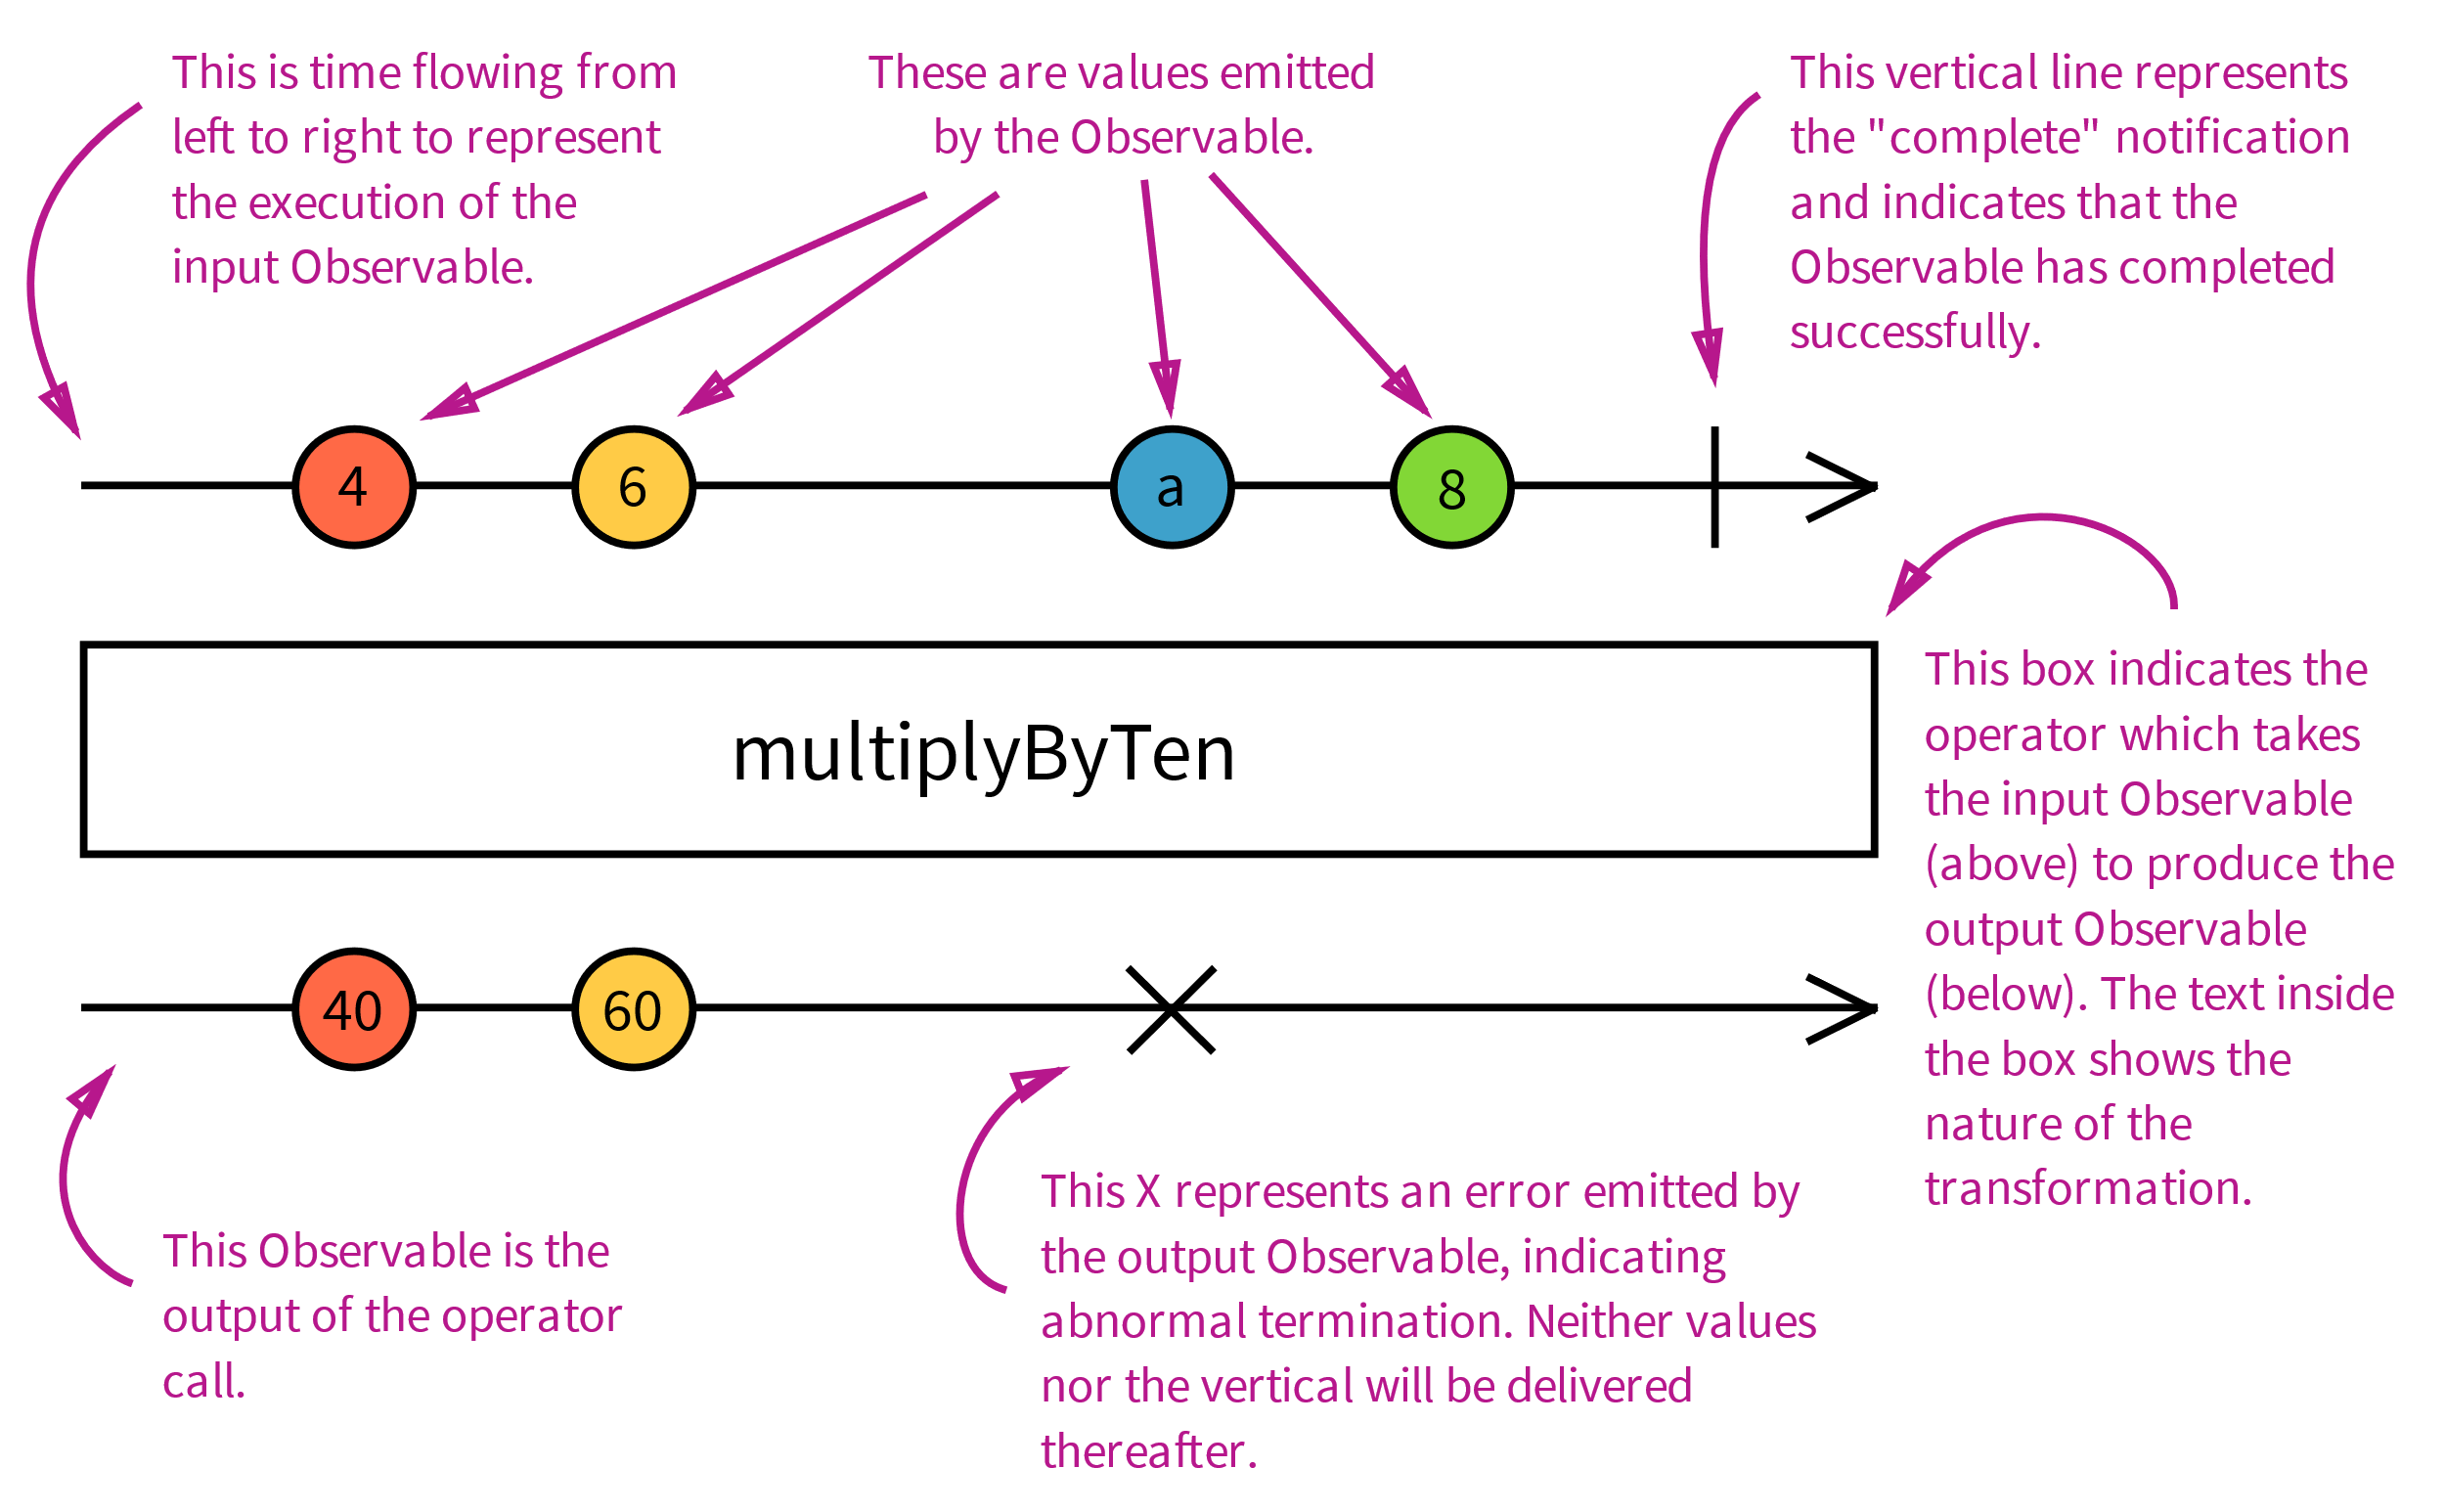 This is time flowing from
left to right to represent
the execution of the
input Observable.
These are values emitted
by the Observable.
This vertical line represents
the "complete" notification
and indicates that the
Observable has completed
successfully.
4
6
a
8
multiplyByTen
This box indicates the
operator which takes
the input Observable
(above) to produce the
output Observable
(below). The text inside
the box shows the
nature of the
transformation.
40
60
This Observable is the
output of the operator
call.
This X represents an error emitted by
the output Observable, indicating
abnormal termination. Neither values
nor the vertical will be delivered
thereafter.